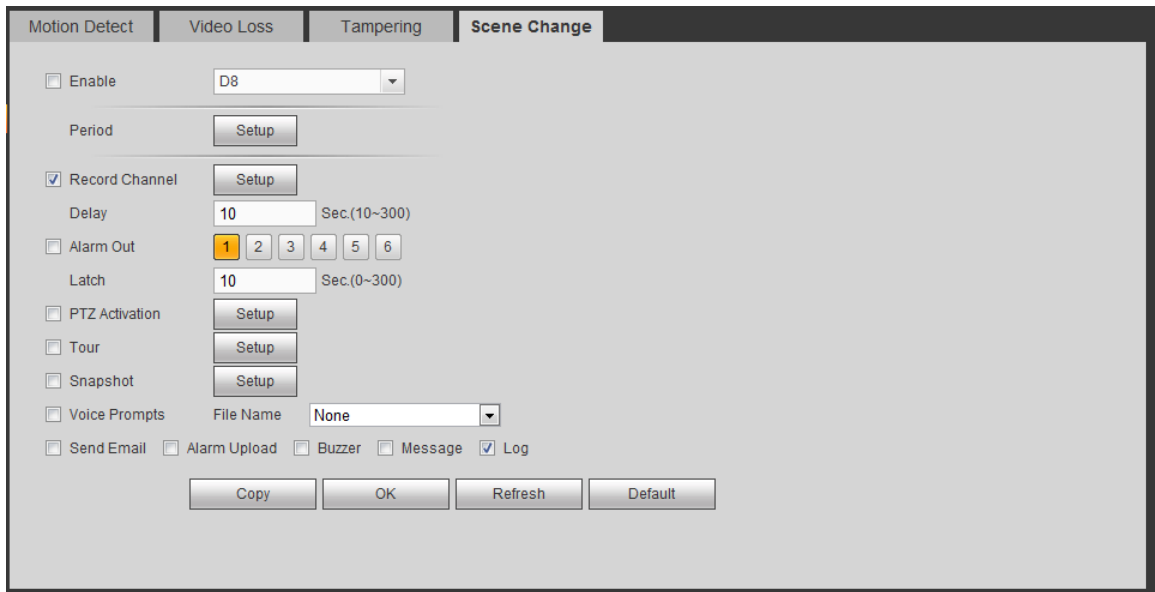 Motion Detect Video Loss Tampering Scene Change
Enable D8
Period Setup
Record Channel Setup
Delay 10 Sec.(10~300)
Alarm Out 1 2 3 4 5 6
Latch 10 Sec.(0~300)
PTZ Activation Setup
Tour Setup
Snapshot Setup
Voice Prompts File Name None
Send Email Alarm Upload Buzzer Message Log
Copy OK Refresh Default